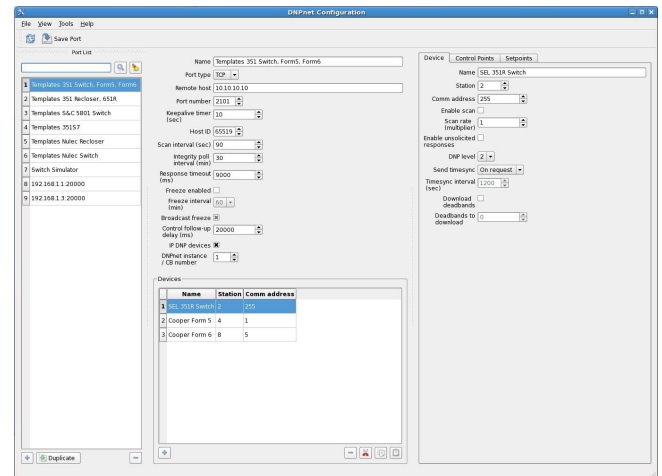 DNPnet Configuration
File View Tools Help
Save Port
Port List
1 Templates 351 Switch, Form5, Form6
2 Templates 351 Recloser, 651R
3 Templates S&C 5801 Switch
4 Templates 351S7
5 Templates Nulec Recloser
6 Templates Nulec Switch
7 Switch Simulator
8 192.168.1.1:20000
9 192.168.1.3:20000
Duplicate
Name Templates 351 Switch, Form5, Form6
Port type TCP
Remote host 10.10.10.10
Port number 2101
Keepalive timer 10
(sec)
Host ID 65519
Scan interval (sec) 90
Integrity poll 30
interval (min)
Response timeout 9000
(ms)
Freeze enabled
Freeze interval 60
(min)
Broadcast freeze
Control follow-up 20000
delay (ms)
IP DNP devices
DNPnet instance 1
/ CB number
Devices
Name Station Comm address
1 SEL 351R Switch 2 255
2 Cooper Form 5 4 1
3 Cooper Form 6 8 5
Device Control Points Setpoints
Name SEL 351R Switch
Station 2
Comm address 255
Enable scan
Scan rate 1
(multiplier)
Enable unsolicited
responses
DNP level 2
Send timesync On request
Timesync interval 1200
(sec)
Download
deadbands
Deadbands to 0
download